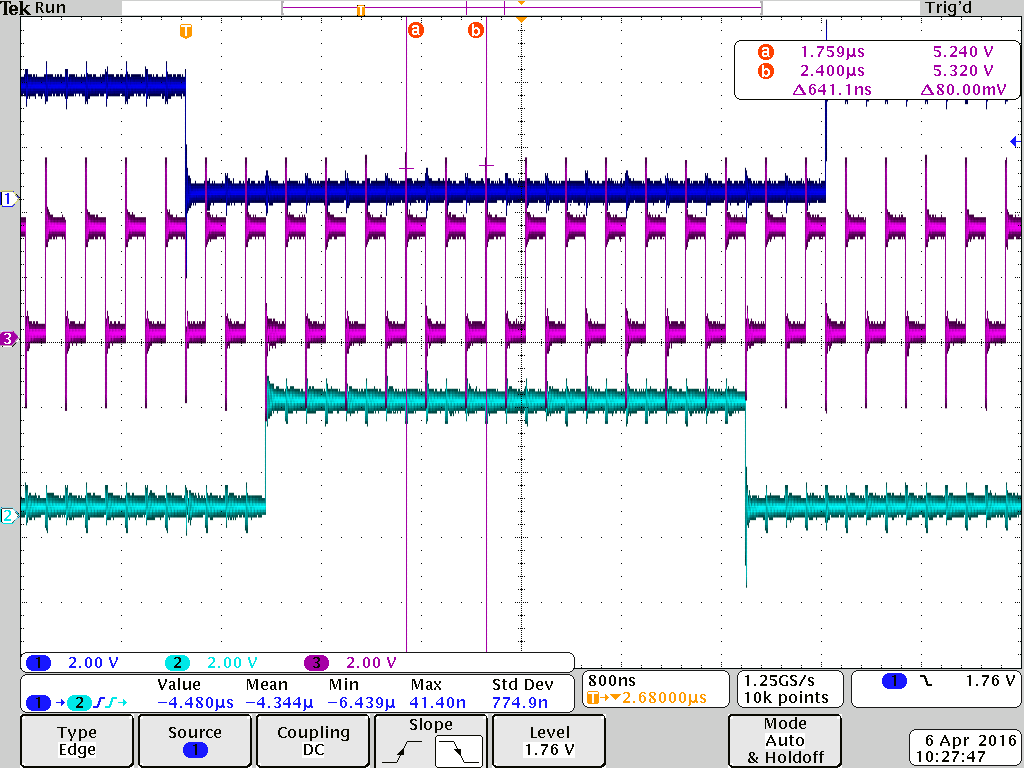 Tek Run Trig'd
T
T a b
a 1.759µs 5.240 V
b 2.400µs 5.320 V
Δ641.1ns Δ80.00mV
1
3
2
1 2.00 V 2 2.00 V 3 2.00 V
Value Mean Min Max Std Dev
1 → 2 −4.480µs −4.344µ −6.439µ 41.40n 774.9n
800ns
T→▼2.68000µs
1.25GS/s
10k points
1 1.76 V
Type
Edge
Source
1
Coupling
DC
Slope
Level
1.76 V
Mode
Auto
& Holdoff
6 Apr 2016
10:27:47